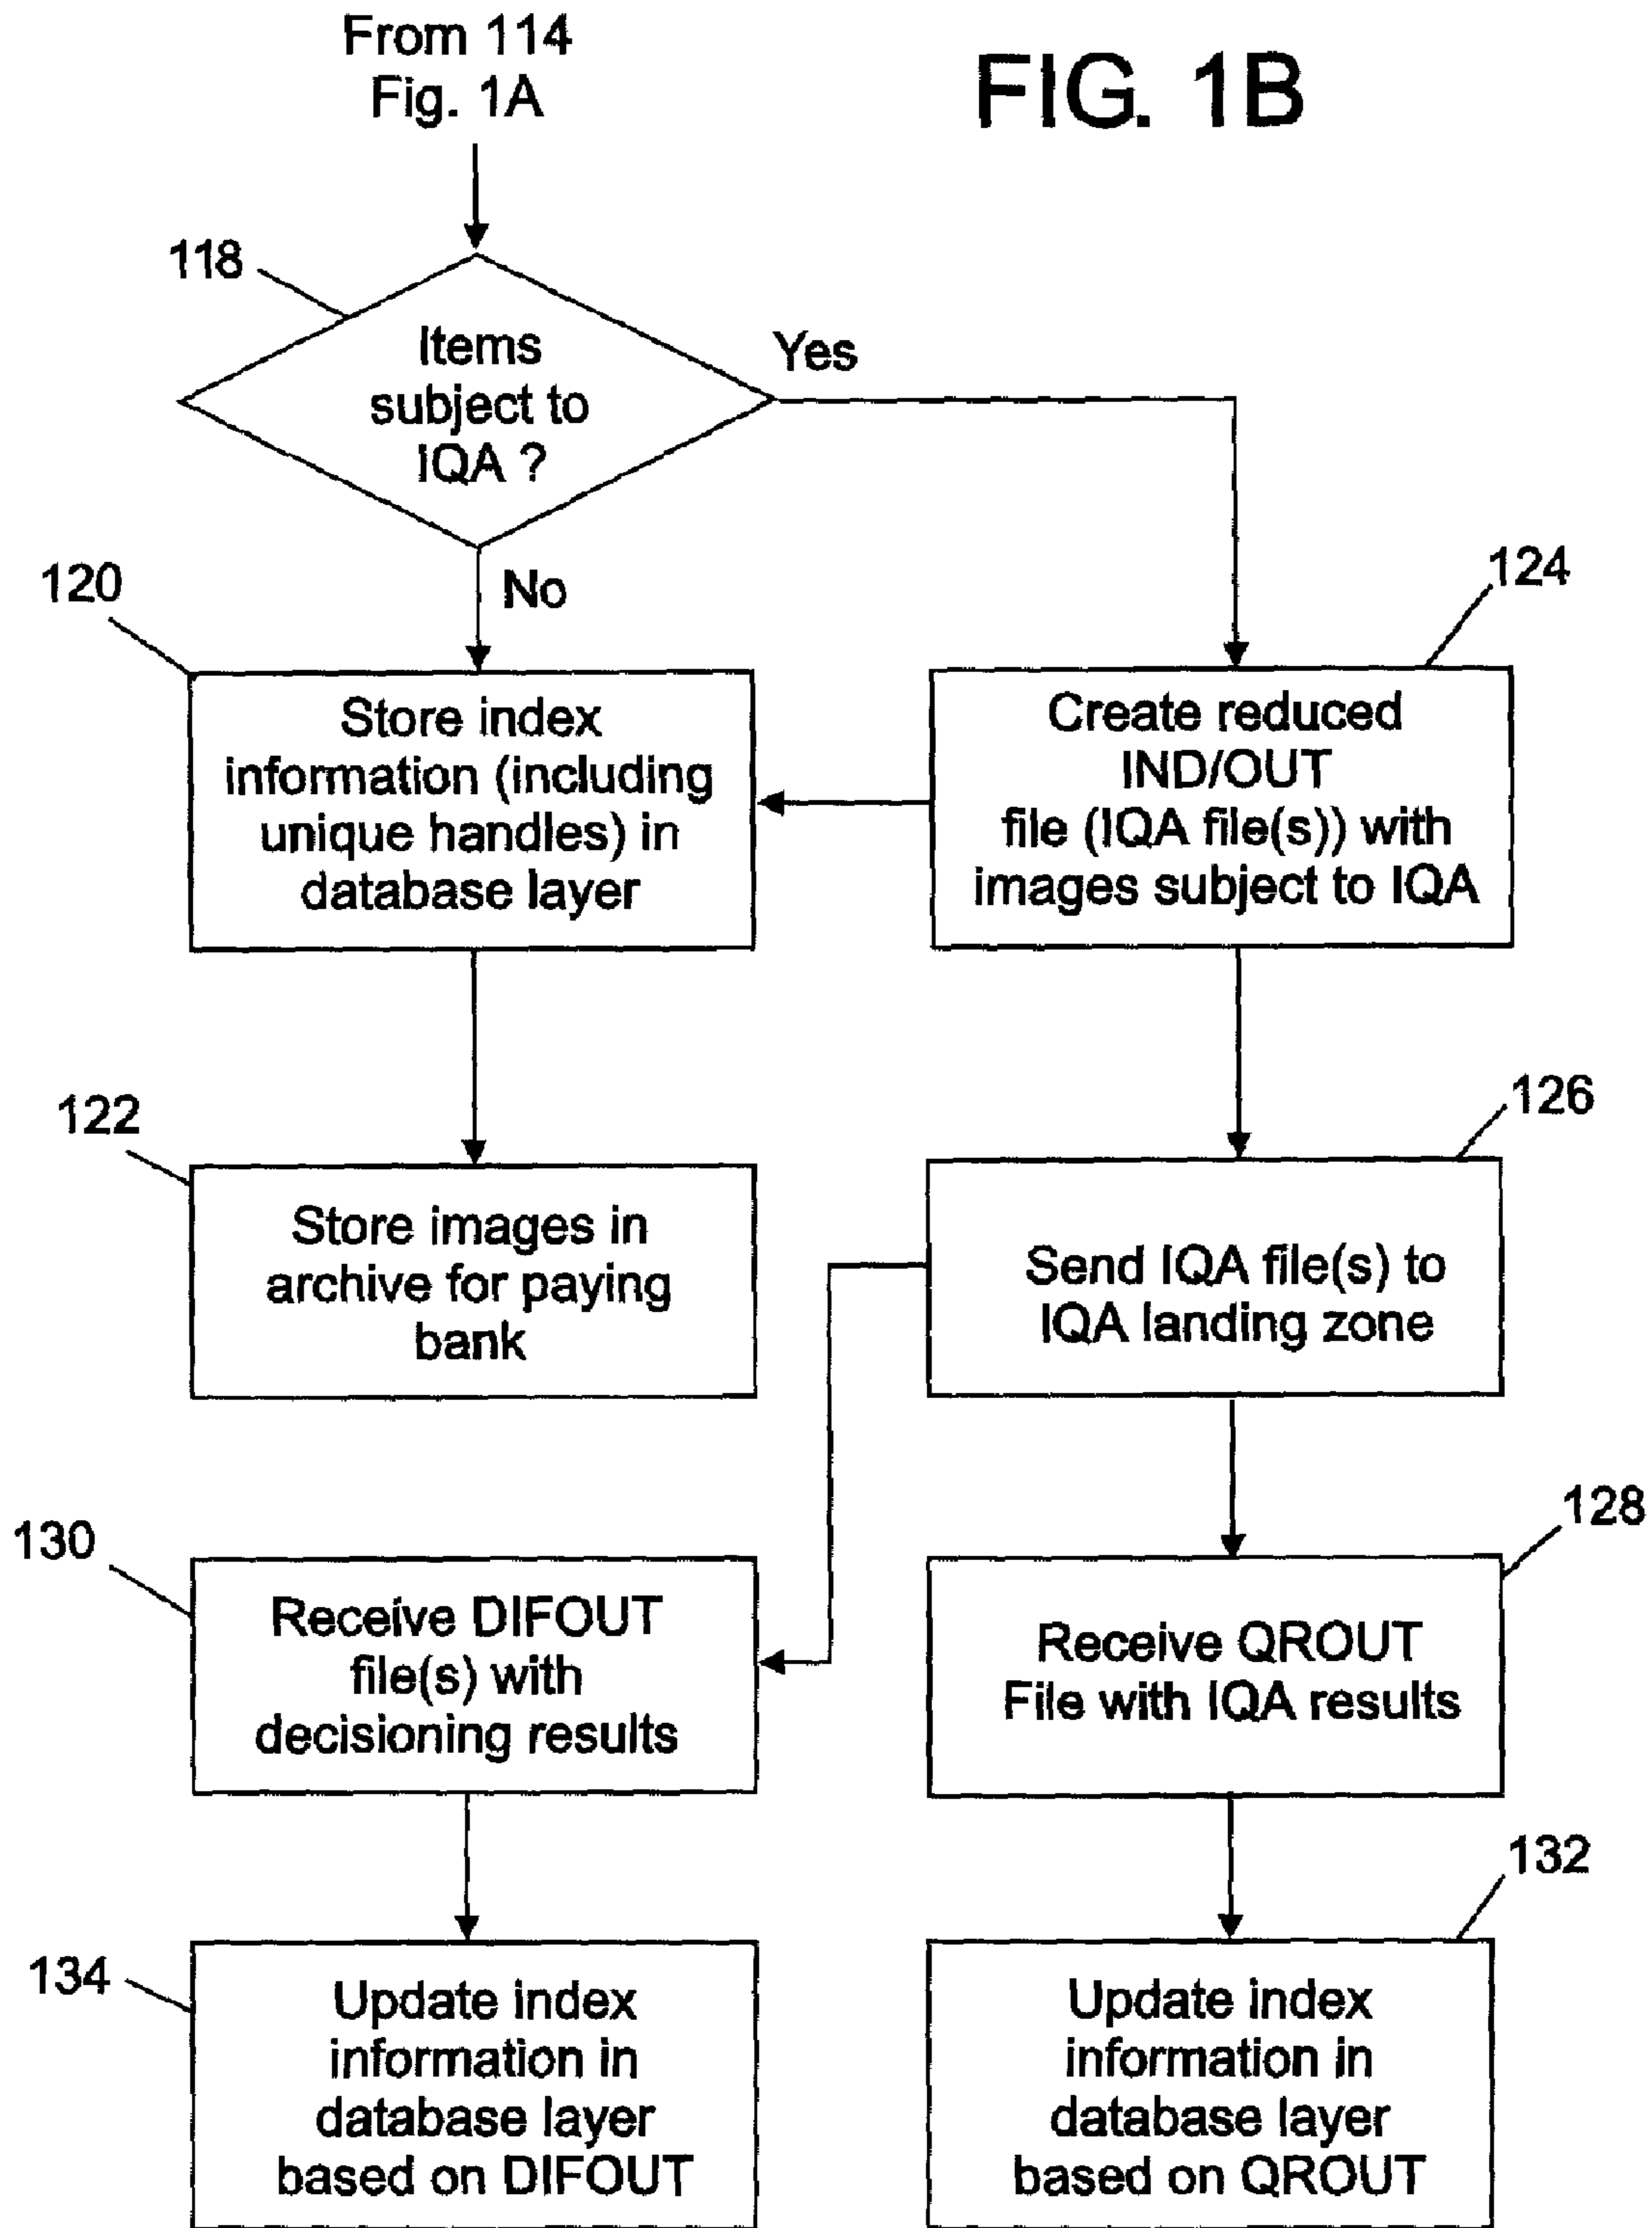 From 114
Fig. 1A
FIG. 1B
118
Items
subject to
IQA ?
Yes
No
120
Store index
information (including
unique handles) in
database layer
124
Create reduced
IND/OUT
file (IQA file(s)) with
images subject to IQA
122
Store images in
archive for paying
bank
126
Send IQA file(s) to
IQA landing zone
130
Receive DIFOUT
file(s) with
decisioning results
128
Receive QROUT
File with IQA results
134
Update index
information in
database layer
based on DIFOUT
132
Update index
information in
database layer
based on QROUT